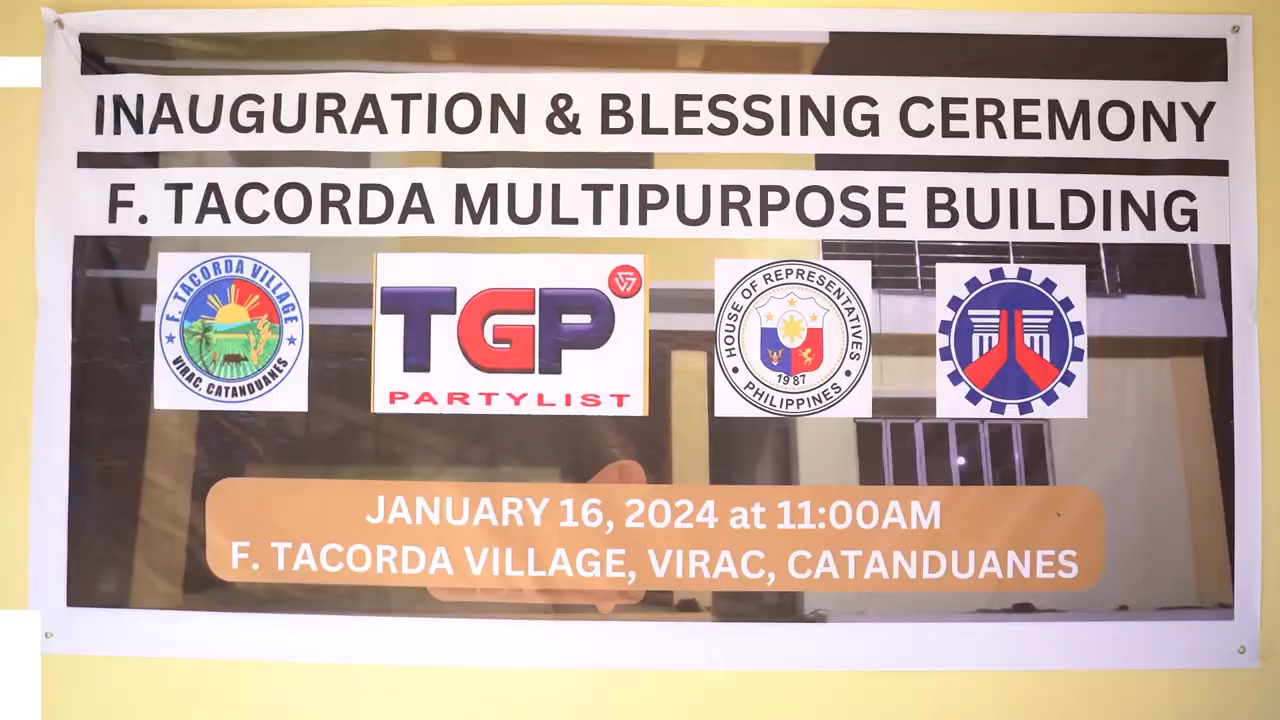 INAUGURATION & BLESSING CEREMONY
F. TACORDA MULTIPURPOSE BUILDING
F. TACORDA VILLAGE
VIRAC, CATANDUANES
TGP
PARTYLIST
HOUSE OF REPRESENTATIVES
1987
PHILIPPINES
JANUARY 16, 2024 at 11:00AM
F. TACORDA VILLAGE, VIRAC, CATANDUANES